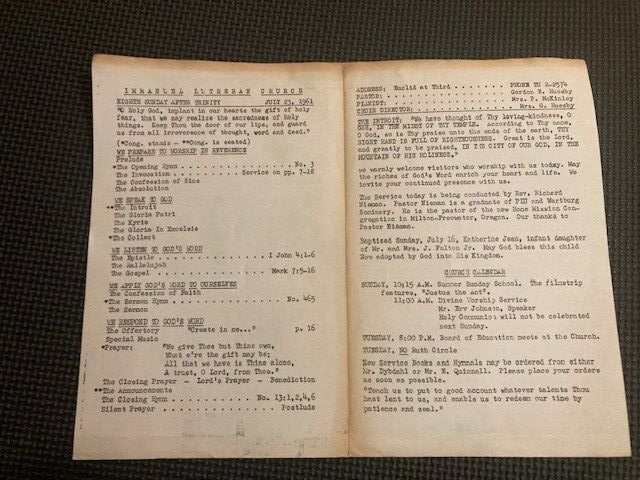 IMMANUEL LUTHERAN CHURCH
EIGHTH SUNDAY AFTER TRINITY JULY 23, 1961
"O Holy God, implant in our hearts the gift of holy
fear, that we may realize the sacredness of holy
things. Keep Thou the door of our lips, and guard
us from all irreverence of thought, word and deed."
(*Cong. stands - **Cong. is seated)
WE PREPARE TO WORSHIP IN REVERENCE
Prelude
*The Opening Hymn . . . . . . . . . . . . . . No. 3
The Invocation . . . . . . . Service on pp. 7-18
The Confession of Sins
The Absolution
WE SPEAK TO GOD
**The Introit
The Gloria Patri
The Kyrie
The Gloria In Excelsis
*The Collect
WE LISTEN TO GOD'S WORD
The Epistle . . . . . . . . . . . . . I John 4:1-6
The Hallelujah
The Gospel . . . . . . . . . . . . . Mark 7:5-16
WE APPLY GOD'S WORD TO OURSELVES
The Confession of Faith
*The Sermon Hymn . . . . . . . . . . . . No. 465
The Sermon
WE RESPOND TO GOD'S WORD
The Offertory "Create in me..." p. 16
Special Music
*Prayer: "We give Thee but Thine own,
What e're the gift may be;
All that we have is Thine alone,
A trust, O Lord, from Thee."
The Closing Prayer - Lord's Prayer - Benediction
**The Announcements
The Closing Hymn . . . . . . . . No. 13:1,2,4,6
Silent Prayer . . . . . . . . . . . . Postlude
ADDRESS: Euclid at Third . . . . . . . PHONE TU 2-2574
PASTOR: . . . . . . . . . . . . . . Gordon E. Huesby
PIANIST: . . . . . . . . . . . . . . Mrs. P. McKinley
CHOIR DIRECTOR: . . . . . . . . . . . Mrs. G. Huesby
THE INTROIT: "We have thought of Thy loving-kindness, O
GOD, IN THE MIDST OF THY TEMPLE. According to Thy name,
O God, so is Thy praise unto the ends of the earth, THY
RIGHT HAND IS FULL OF RIGHTEOUSNESS. Great is the Lord,
and greatly to be praised, IN THE CITY OF OUR GOD, IN THE
MOUNTAIN OF HIS HOLINESS."
We warmly welcome visitors who worship with us today. May
the riches of God's Word enrich your heart and life. We
invite your continued presence with us.
The Service today is being conducted by Rev. Richard
Nieman. Pastor Nieman is a graduate of PLU and Wartburg
Seminary. He is the pastor of the new Home Mission Con-
gregation in Milton-Freewater, Oregon. Our thanks to
Pastor Nieman.
Baptized Sunday, July 16, Katherine Jean, infant daughter
of Mr. and Mrs. J. Fulton Jr. May God bless this child
Now adopted by God into His Kingdom.
CHURCH CALENDAR
SUNDAY, 10:15 A.M. Summer Sunday School. The filmstrip
features, "Justus the Ant".
11:00 A.M. Divine Worship Service
Mr. Erv Johnson, Speaker
Holy Communion will not be celebrated
next Sunday.
TUESDAY, 8:00 P.M. Board of Education meets at the Church.
TUESDAY, NO Ruth Circle
New Service Books and Hymnals may be ordered from either
Mr. Dybdahl or Mr. E. Quicnell. Please place your orders
as soon as possible.
"Teach us to put to good account whatever talents Thou
hast lent to us, and enable us to redeem our time by
patience and zeal."